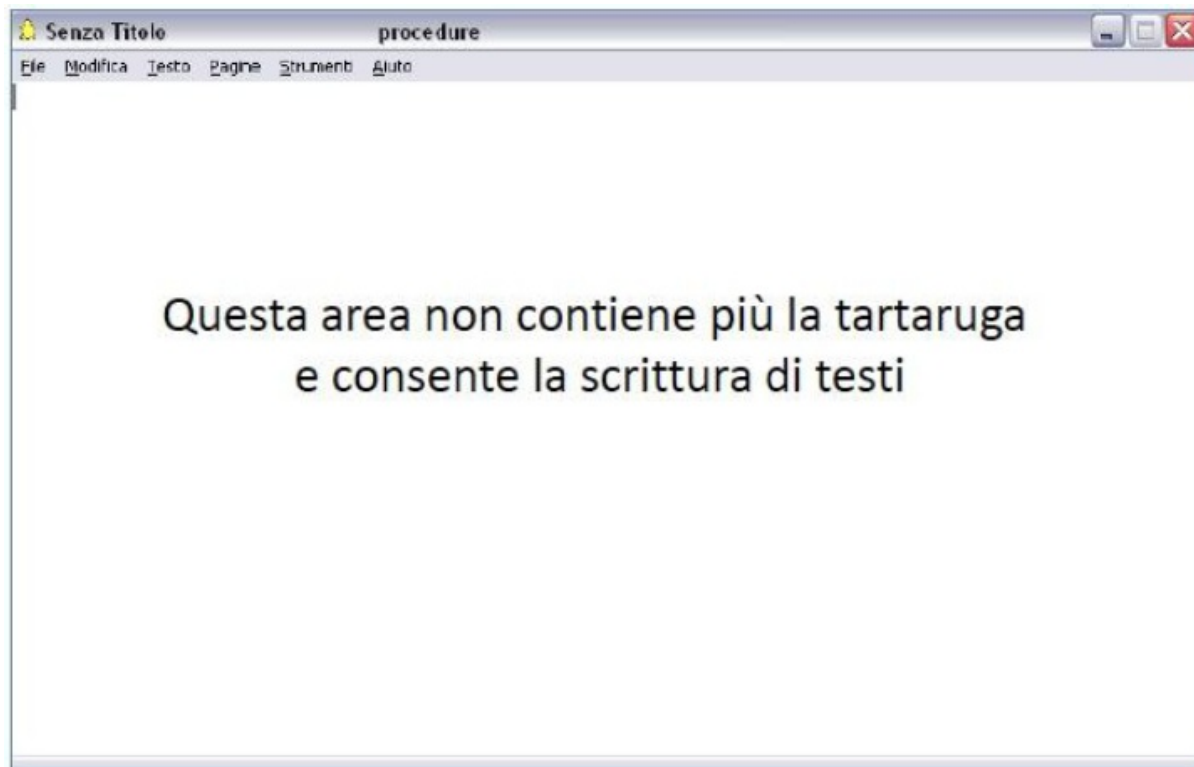 Senza Titolo procedure
File Modifica Testo Pagine Strumenti Aiuto
Questa area non contiene più la tartaruga
e consente la scrittura di testi